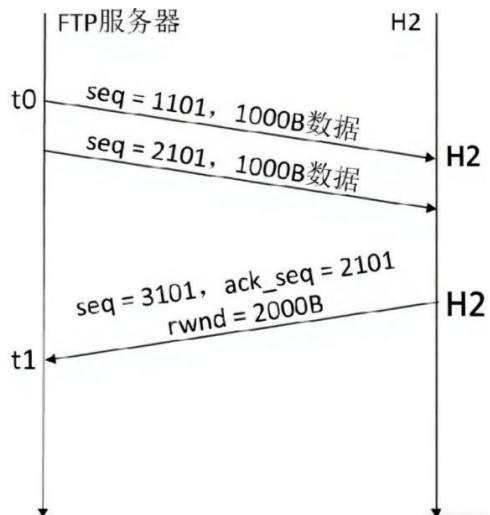 FTP服务器
H2
t0
seq = 1101，1000B数据
H2
seq = 2101，1000B数据
seq = 3101，ack_seq = 2101
H2
rwnd = 2000B
t1